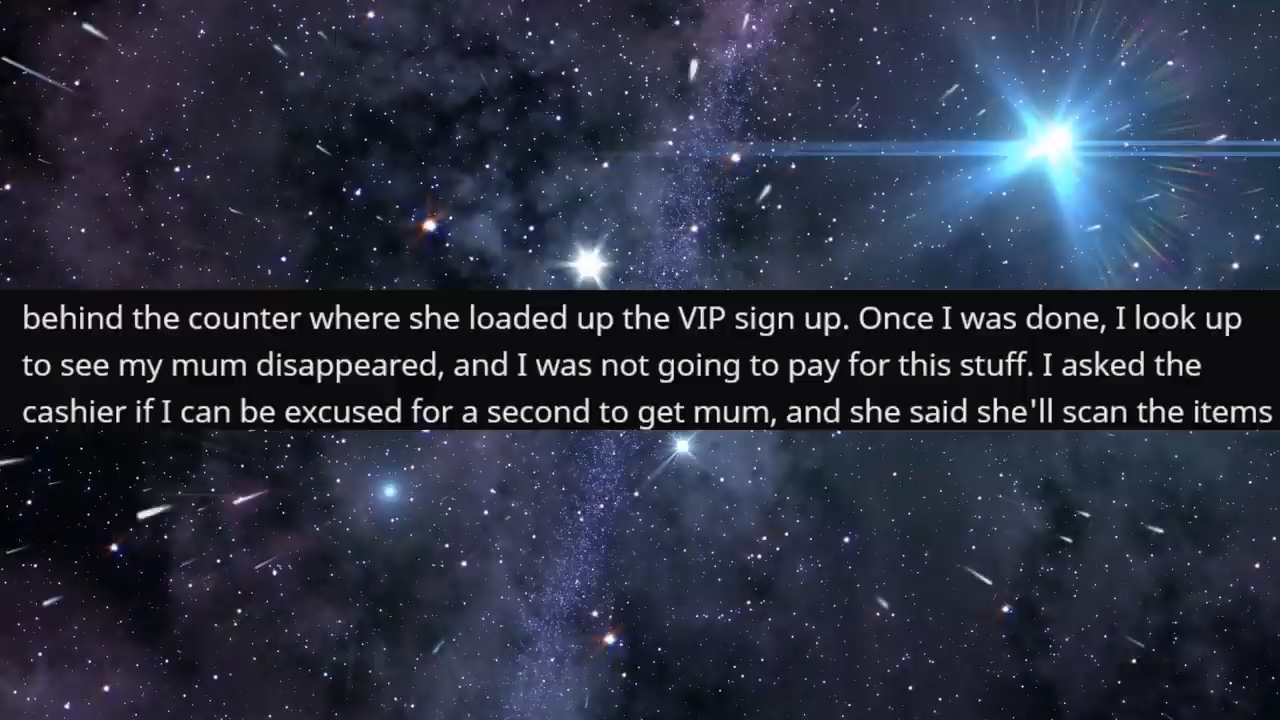 behind the counter where she loaded up the VIP sign up. Once I was done, I look up
to see my mum disappeared, and I was not going to pay for this stuff. I asked the
cashier if I can be excused for a second to get mum, and she said she'll scan the items